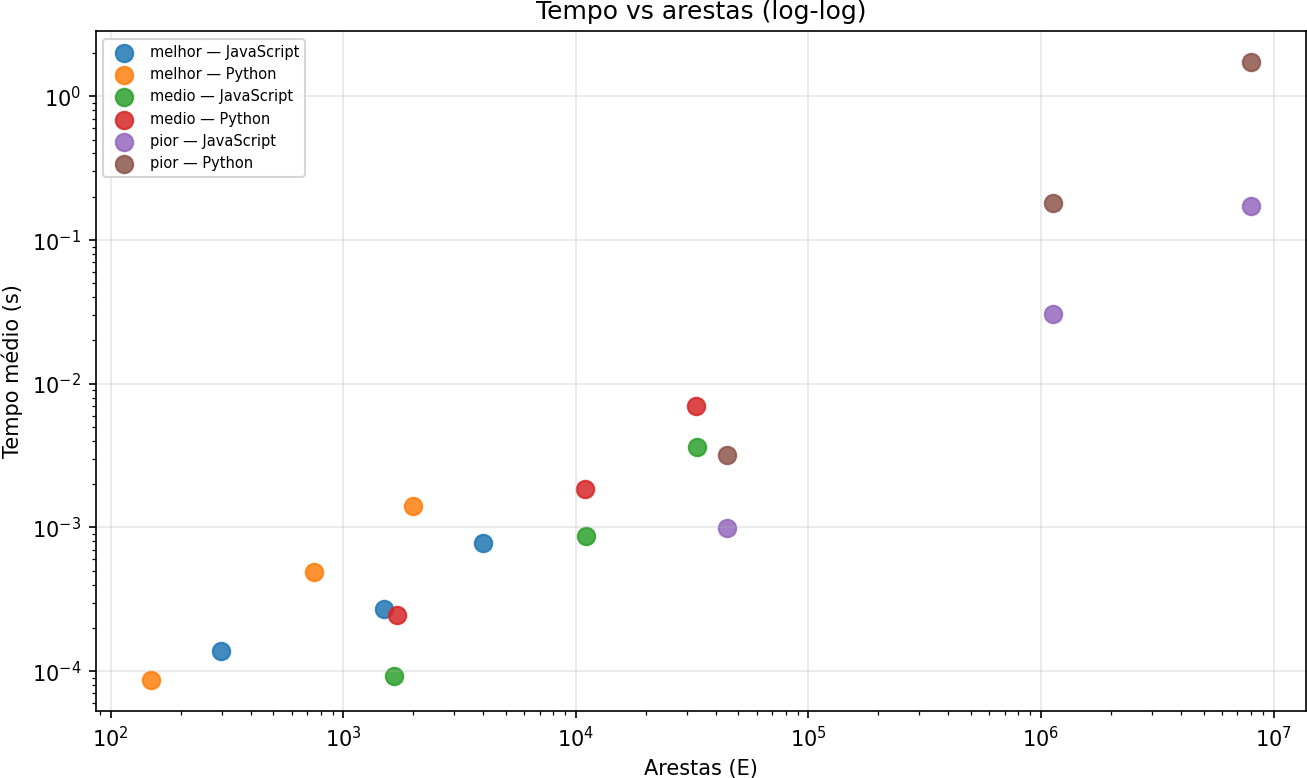 Tempo vs arestas (log-log)
melhor — JavaScript
melhor — Python
medio — JavaScript
medio — Python
pior — JavaScript
pior — Python
Tempo médio (s)
10⁰
10⁻¹
10⁻²
10⁻³
10⁻⁴
10² 10³ 10⁴ 10⁵ 10⁶ 10⁷
Arestas (E)